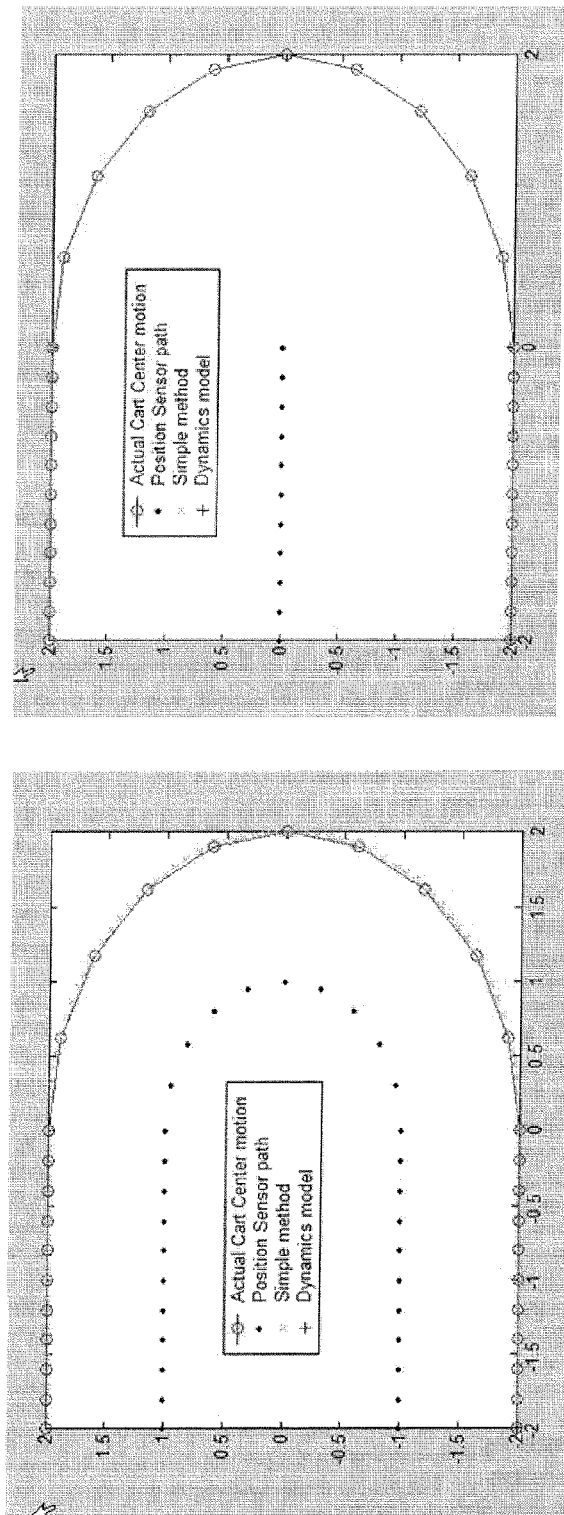 2
1.5
1
0.5
0
-0.5
-1
-1.5
-2
Actual Cart Center motion
Position Sensor path
Simple method
Dynamics model
-2 -1.5 -1 -0.5 0 0.5 1 1.5 2
2
1.5
1
0.5
0
-0.5
-1
-1.5
-2
Actual Cart Center motion
Position Sensor path
Simple method
Dynamics model
-2 0 2